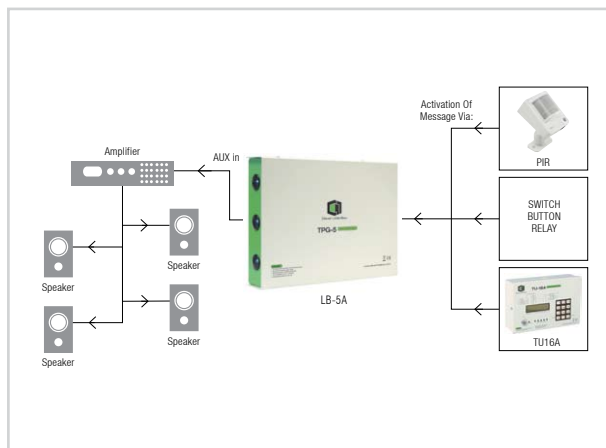 Activation Of
Message Via:
Amplifier
AUX in
PIR
TPG-5
SWITCH
BUTTON
RELAY
Speaker
Speaker
Speaker
Speaker
LB-5A
TU16A